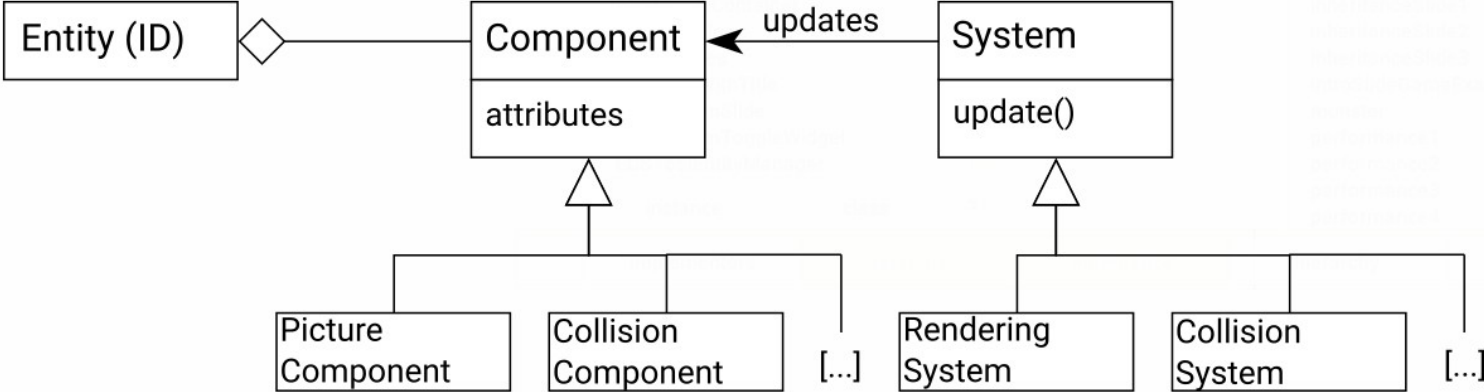 Entity (ID)
Component
updates
System
attributes
update()
Picture
Component
Collision
Component
[...]
Rendering
System
Collision
System
[...]